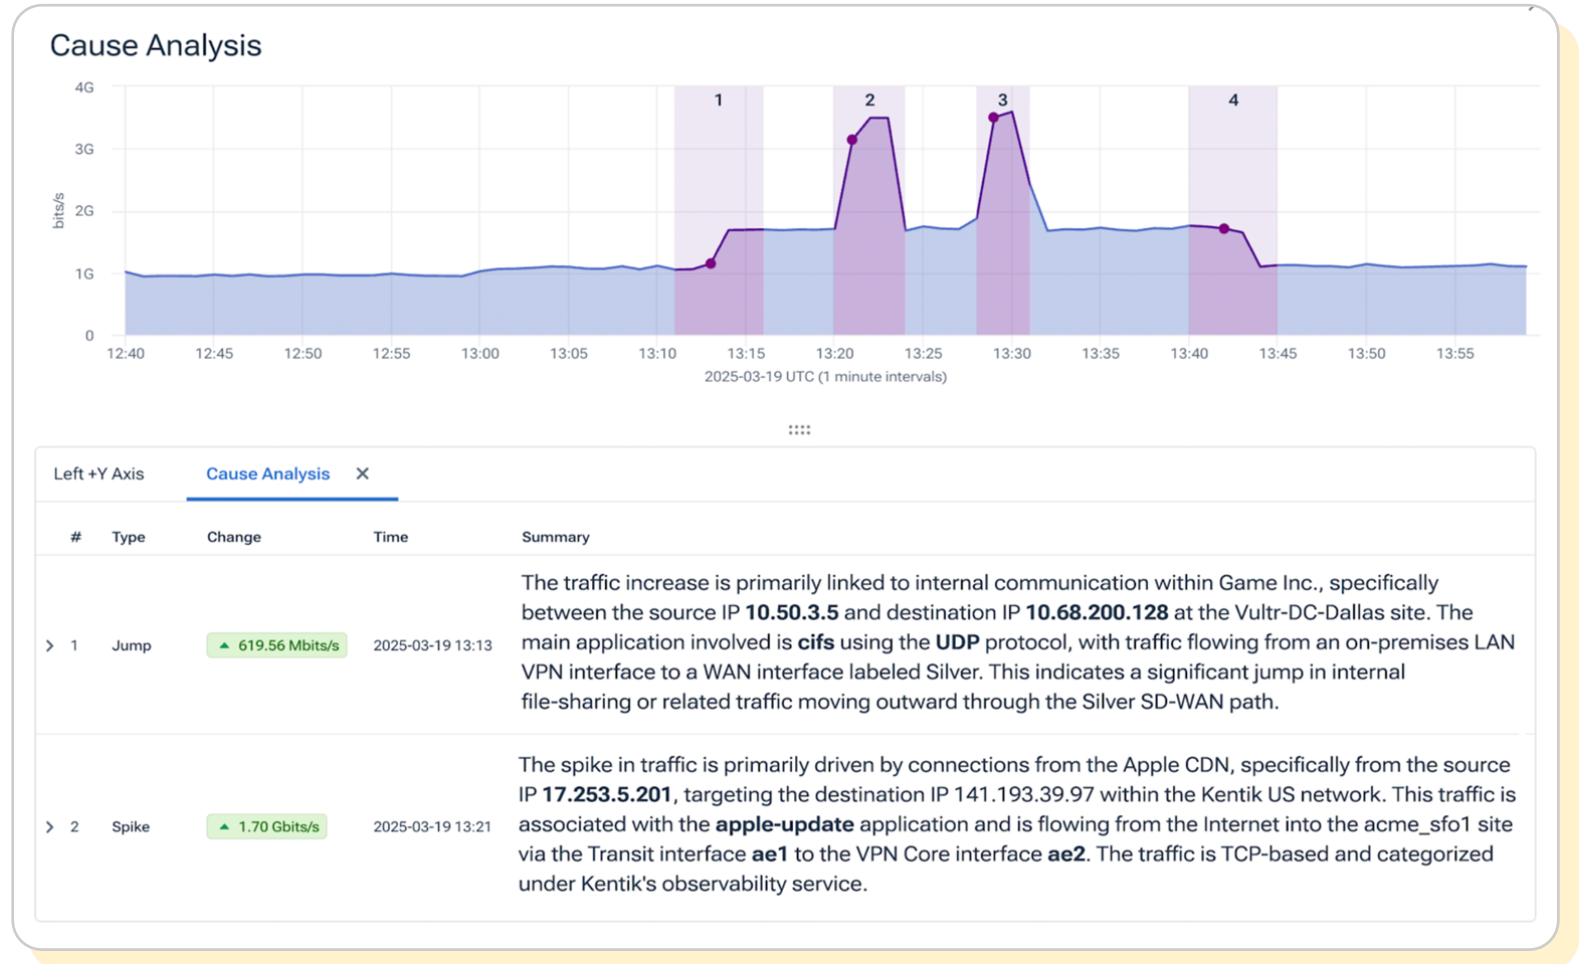 Cause Analysis
4G
3G
2G
1G
0
bits/s
1
2
3
4
12:40 12:45 12:50 12:55 13:00 13:05 13:10 13:15 13:20 13:25 13:30 13:35 13:40 13:45 13:50 13:55
2025-03-19 UTC (1 minute intervals)
Left +Y Axis Cause Analysis
# Type Change Time Summary
1 Jump 619.56 Mbits/s 2025-03-19 13:13
The traffic increase is primarily linked to internal communication within Game Inc., specifically
between the source IP 10.50.3.5 and destination IP 10.68.200.128 at the Vultr-DC-Dallas site. The
main application involved is cifs using the UDP protocol, with traffic flowing from an on-premises LAN
VPN interface to a WAN interface labeled Silver. This indicates a significant jump in internal
file-sharing or related traffic moving outward through the Silver SD-WAN path.
2 Spike 1.70 Gbits/s 2025-03-19 13:21
The spike in traffic is primarily driven by connections from the Apple CDN, specifically from the source
IP 17.253.5.201, targeting the destination IP 141.193.39.97 within the Kentik US network. This traffic is
associated with the apple-update application and is flowing from the Internet into the acme_sfo1 site
via the Transit interface ae1 to the VPN Core interface ae2. The traffic is TCP-based and categorized
under Kentik's observability service.